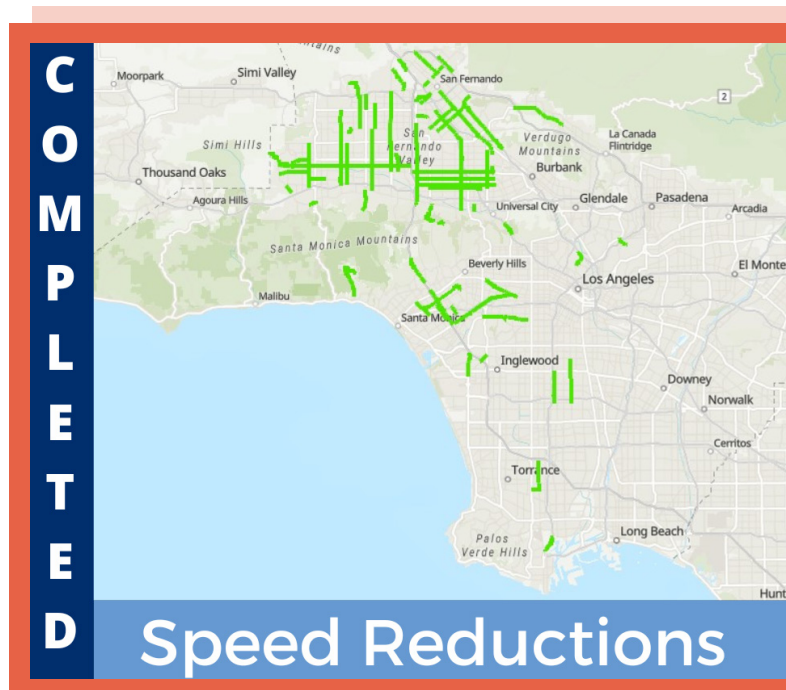 COMPLETED
Moorpark
Simi Valley
San Fernando
2
Simi Hills
San
Fernando
Valley
Verdugo
Mountains
La Canada
Flintridge
Thousand Oaks
Burbank
Agoura Hills
Universal City
Glendale
Pasadena
Arcadia
Santa Monica Mountains
Beverly Hills
El Monte
Los Angeles
Malibu
Santa Monica
Inglewood
Downey
Norwalk
Cerritos
Torrance
Palos
Verde Hills
Long Beach
Hunt
Speed Reductions